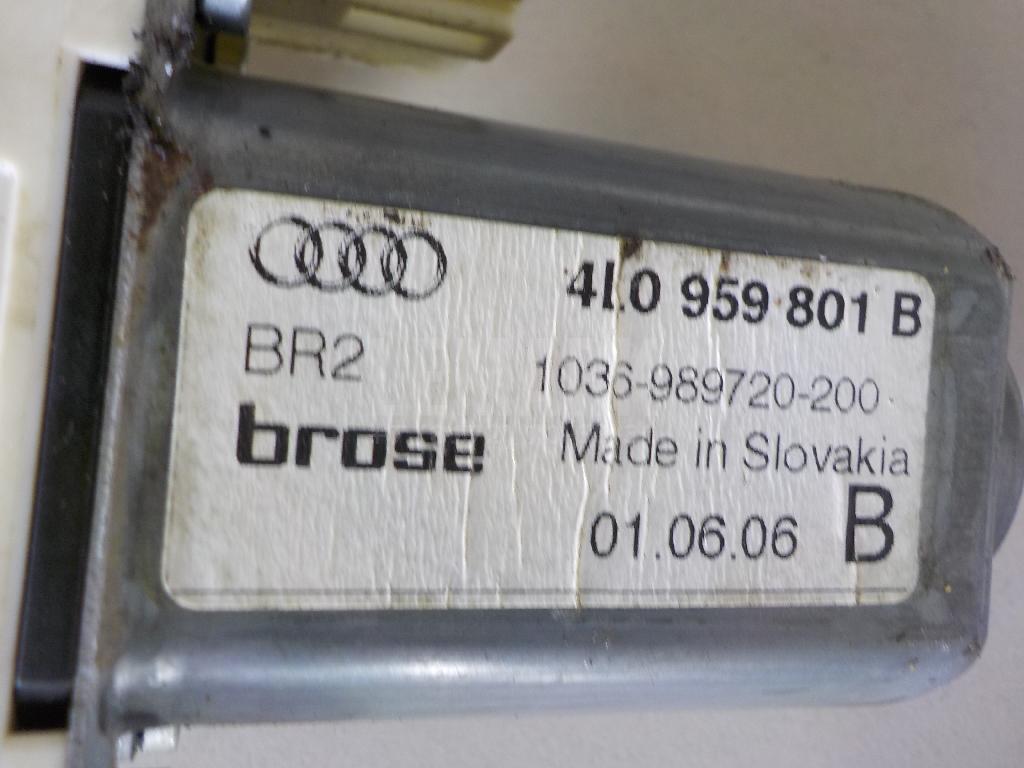 4L0 959 801 B
BR2
1036-989720-200
brose
Made in Slovakia
01.06.06 B